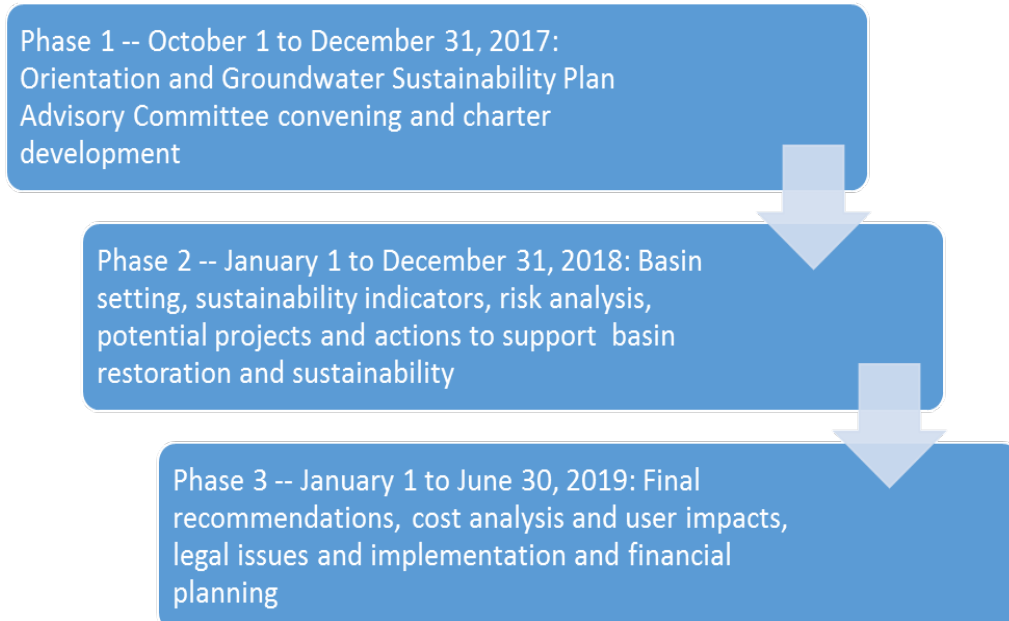 Phase 1 -- October 1 to December 31, 2017:
Orientation and Groundwater Sustainability Plan
Advisory Committee convening and charter
development
Phase 2 -- January 1 to December 31, 2018: Basin
setting, sustainability indicators, risk analysis,
potential projects and actions to support  basin
restoration and sustainability
Phase 3 -- January 1 to June 30, 2019: Final
recommendations, cost analysis and user impacts,
legal issues and implementation and financial
planning